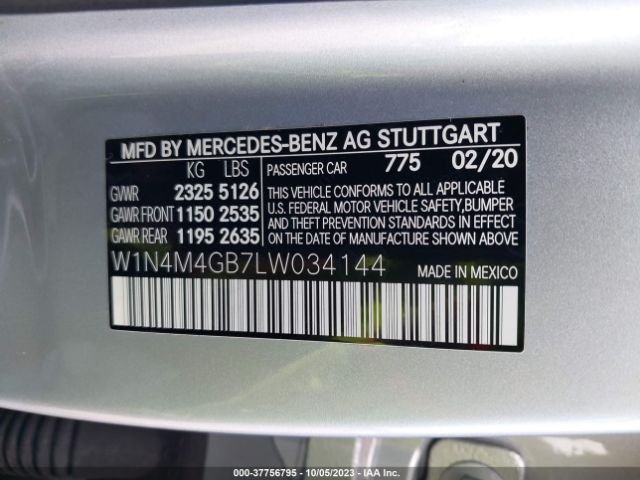 MFD BY MERCEDES-BENZ AG STUTTGART
KG LBS
PASSENGER CAR 775 02/20
GVWR 2325 5126
GAWR FRONT 1150 2535
GAWR REAR 1195 2635
THIS VEHICLE CONFORMS TO ALL APPLICABLE
U.S. FEDERAL MOTOR VEHICLE SAFETY,BUMPER
AND THEFT PREVENTION STANDARDS IN EFFECT
ON THE DATE OF MANUFACTURE SHOWN ABOVE.
W1N4M4GB7LW034144
MADE IN MEXICO
000-37756795 - 10/05/2023 - IAA Inc.